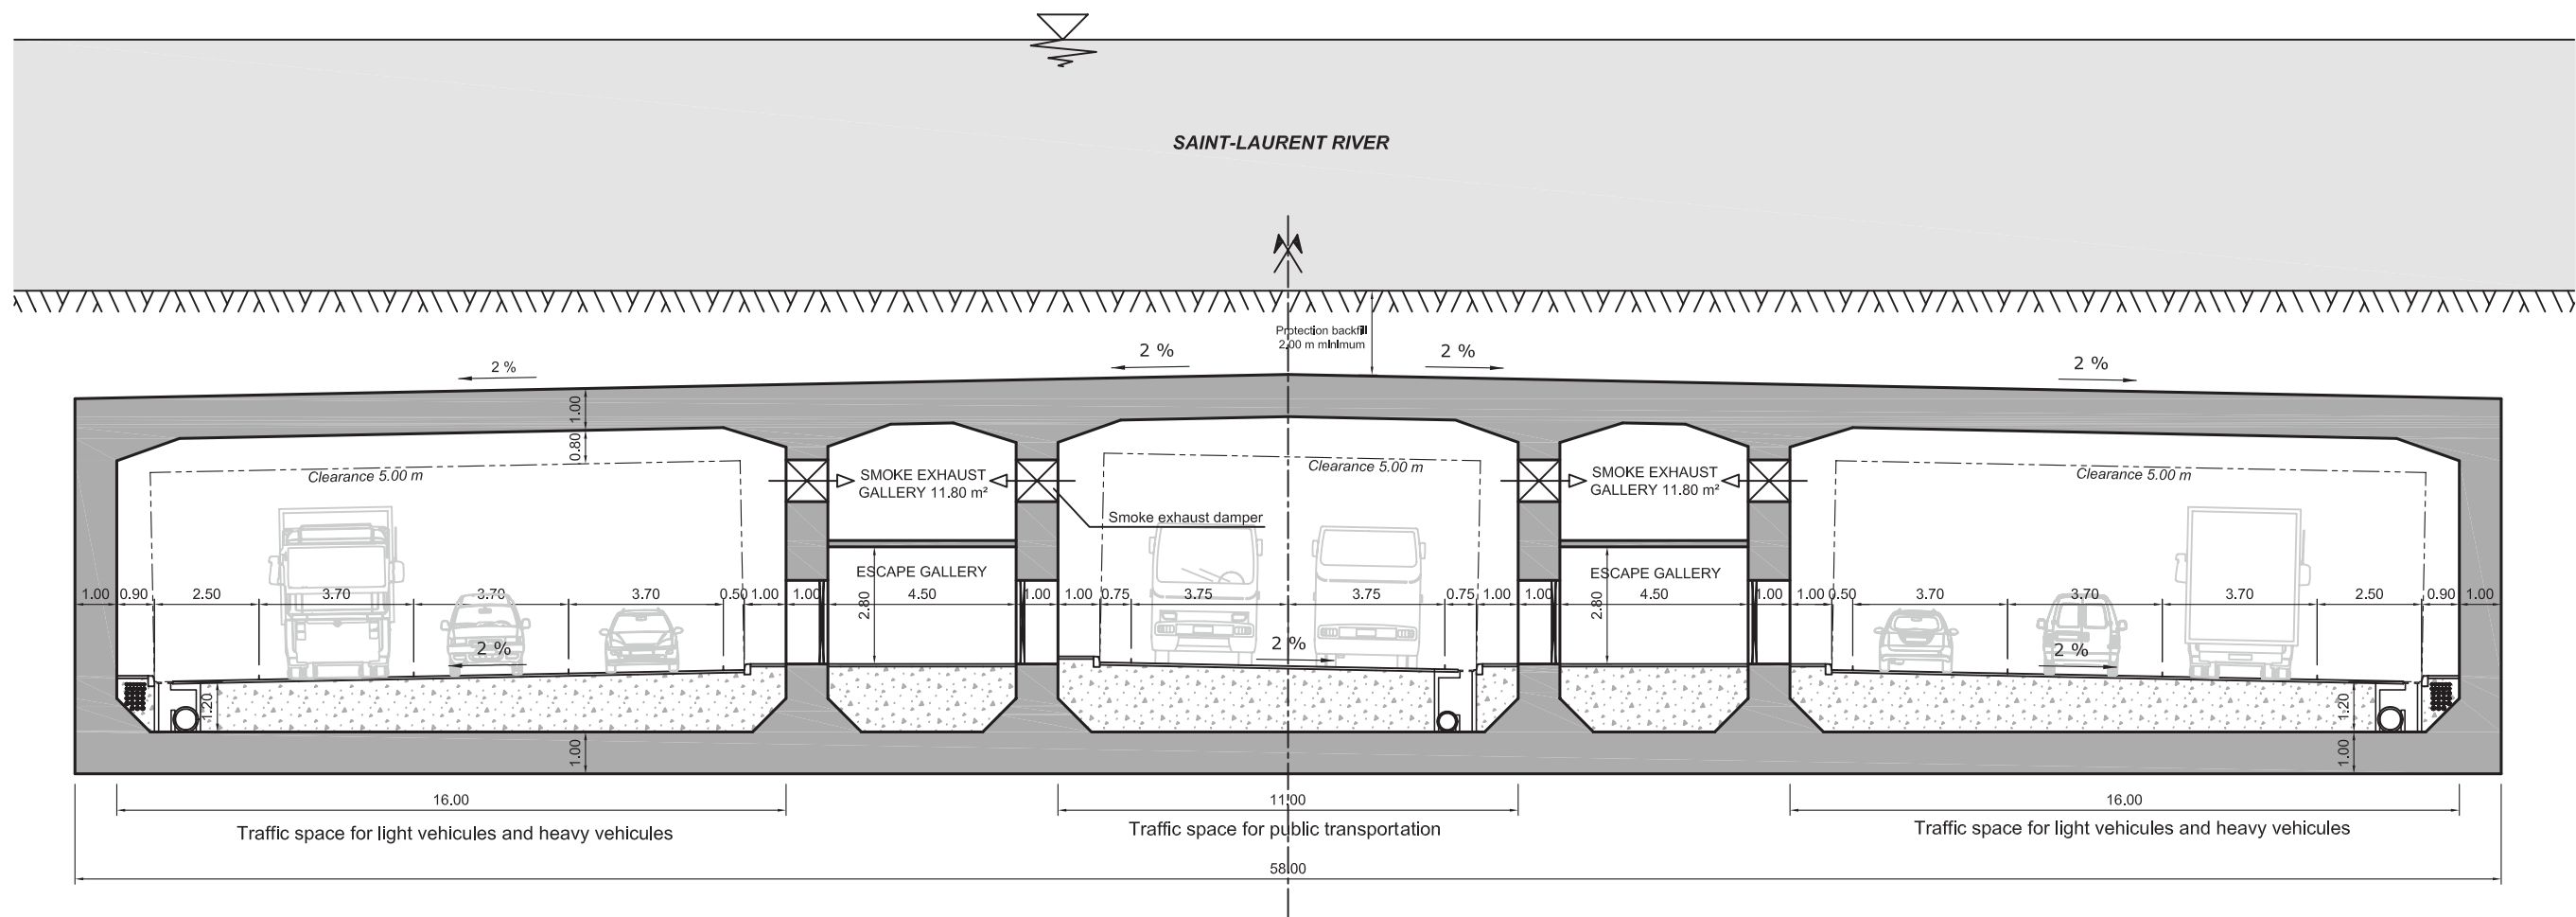 SAINT-LAURENT RIVER
Protection backfill
2.00 m minimum
2 %
2 %
2 %
2 %
1.00
0.80
Clearance 5.00 m
Clearance 5.00 m
Clearance 5.00 m
SMOKE EXHAUST
GALLERY 11.80 m²
SMOKE EXHAUST
GALLERY 11.80 m²
Smoke exhaust damper
ESCAPE GALLERY
ESCAPE GALLERY
2.80
2.80
1.00 0.90 2.50 3.70 3.70 3.70 0.50 1.00 1.00 4.50 1.00 1.00 0.75 3.75 3.75 0.75 1.00 1.00 4.50 1.00 1.00 0.50 3.70 3.70 3.70 2.50 0.90 1.00
2 %
2 %
2 %
1.20
1.20
1.00
1.00
16.00
11.00
16.00
Traffic space for light vehicules and heavy vehicules
Traffic space for public transportation
Traffic space for light vehicules and heavy vehicules
58.00